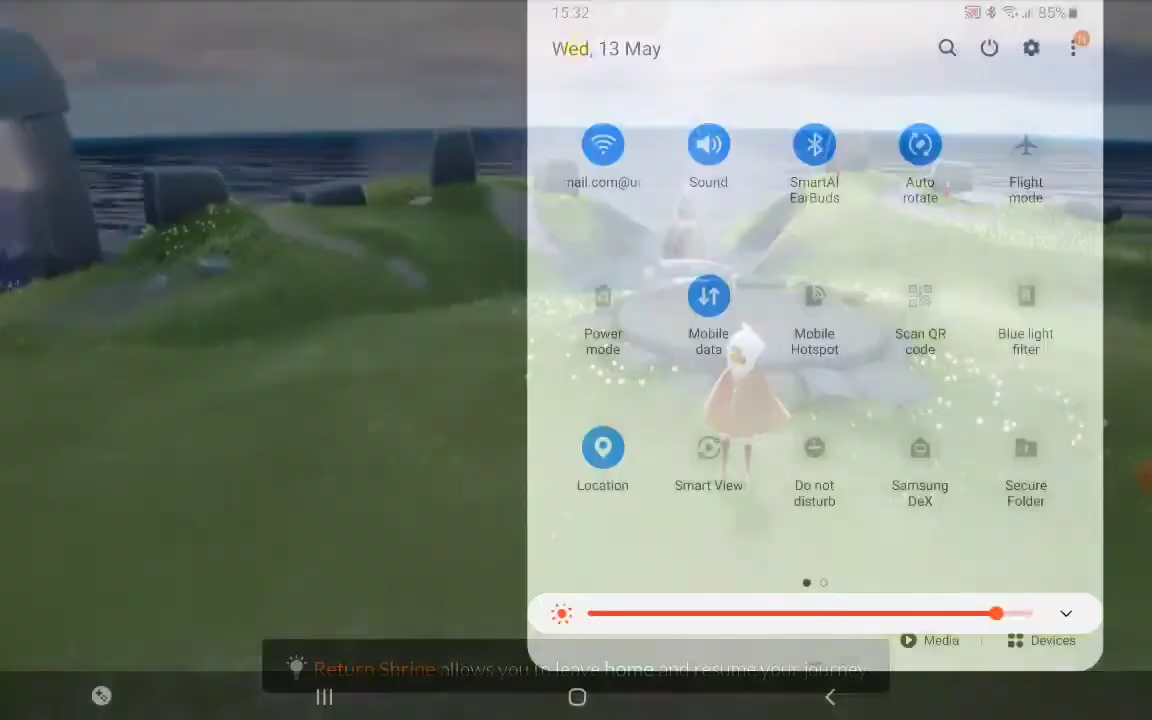 15.32
85%
Wed, 13 May
N
nail.com@ur
Sound
SmartAI
EarBuds
Auto
rotate
Flight
mode
Power
mode
Mobile
data
Mobile
Hotspot
Scan QR
code
Blue light
filter
Location
Smart View
Do not
disturb
Samsung
DeX
Secure
Folder
Media
Devices
Return Shrine allows you to leave home and resume your journey